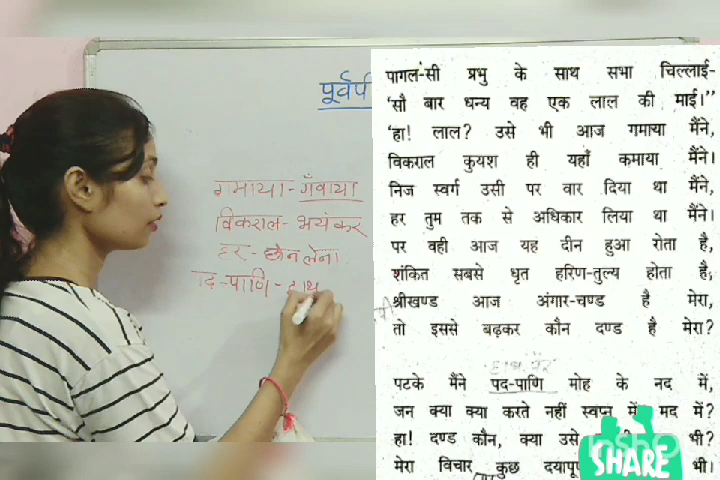 पूर्वप
गमाया - गँवाया
विकराल - भयंकर
हर - छीन लेना
पद - पाणि - हाथ
पागल-सी प्रभु के साथ सभा चिल्लाई-
‘सौ बार धन्य वह एक लाल की माई।”
‘हा! लाल? उसे भी आज गमाया मैंने,
विकराल कुयश ही यहाँ कमाया मैंने।
निज स्वर्ग उसी पर वार दिया था मैंने,
हर तुम तक से अधिकार लिया था मैंने।
पर वही आज यह दीन हुआ रोता है,
शंकित सबसे धृत हरिण-तुल्य होता है,
श्रीखण्ड आज अंगार-चण्ड है मेरा,
तो इससे बढ़कर कौन दण्ड है मेरा?
हाथ पैर
पटके मैंने पद-पाणि मोह के नद में,
जन क्या क्या करते नहीं स्वप्न में मद में?
हा! दण्ड कौन, क्या उसे भी?
मेरा विचार कुछ दयापू भी।
SHARE